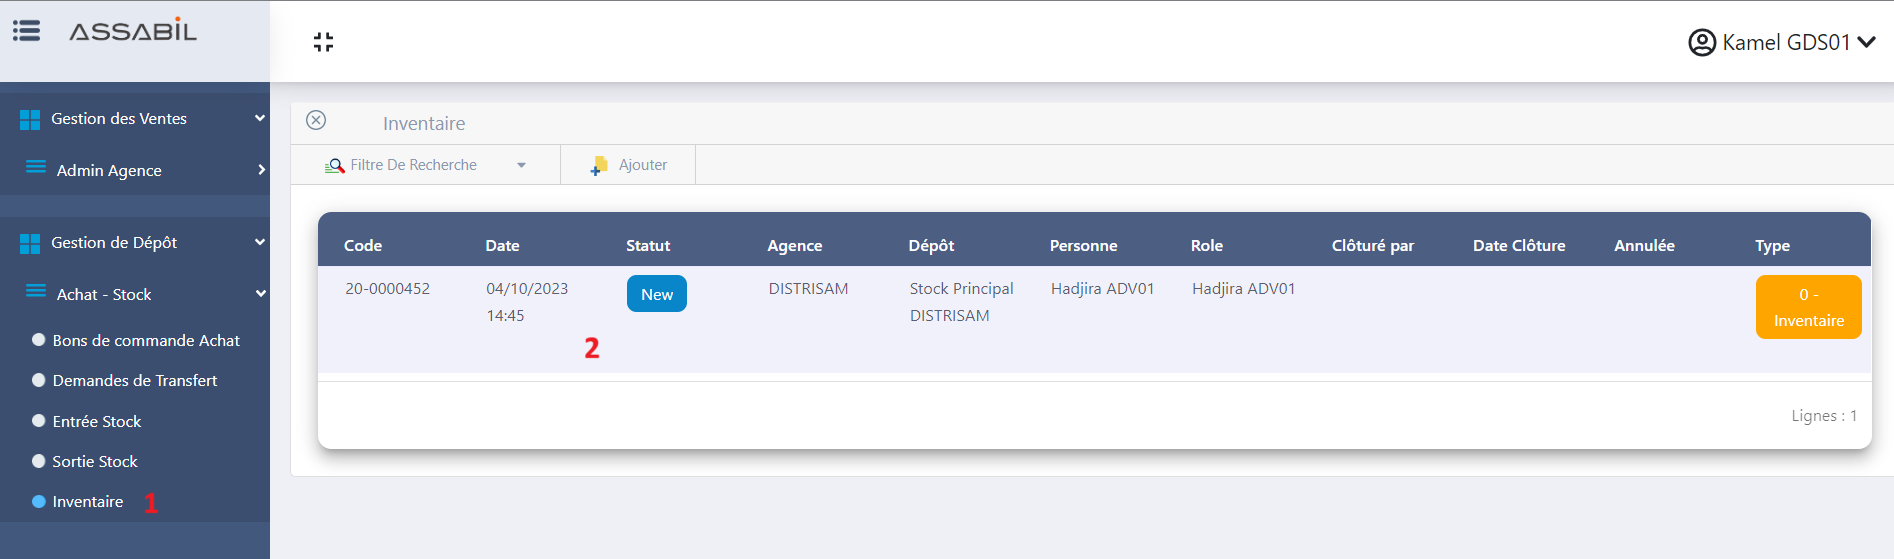 ASSABIL
Kamel GDS01
Gestion des Ventes
Admin Agence
Gestion de Dépôt
Achat - Stock
Bons de commande Achat
Demandes de Transfert
Entrée Stock
Sortie Stock
Inventaire 1
Inventaire
Filtre De Recherche Ajouter
Code Date Statut Agence Dépôt Personne Role Clôturé par Date Clôture Annulée Type
20-0000452 04/10/2023 New DISTRISAM Stock Principal Hadjira ADV01 Hadjira ADV01 0 -
14:45 DISTRISAM Inventaire
2
Lignes : 1